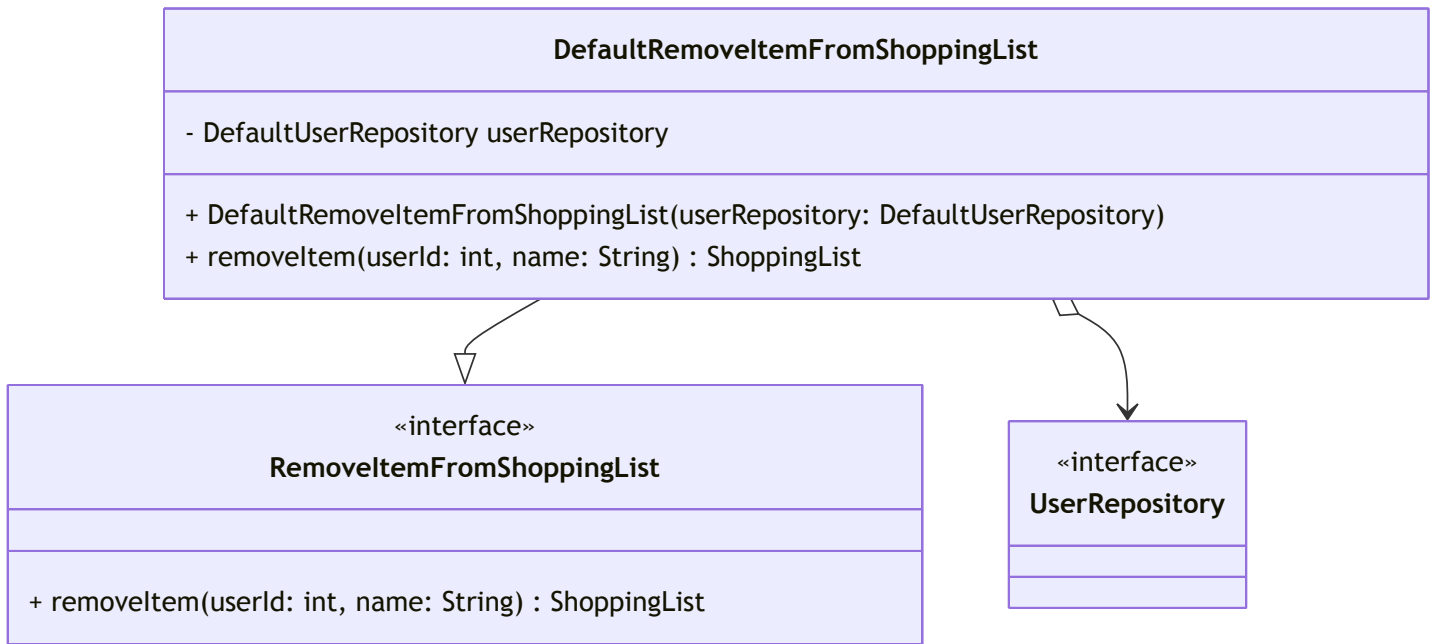 DefaultRemoveItemFromShoppingList
- DefaultUserRepository userRepository
+ DefaultRemoveItemFromShoppingList(userRepository: DefaultUserRepository)
+ removeItem(userId: int, name: String) : ShoppingList
«interface»
RemoveItemFromShoppingList
+ removeItem(userId: int, name: String) : ShoppingList
«interface»
UserRepository